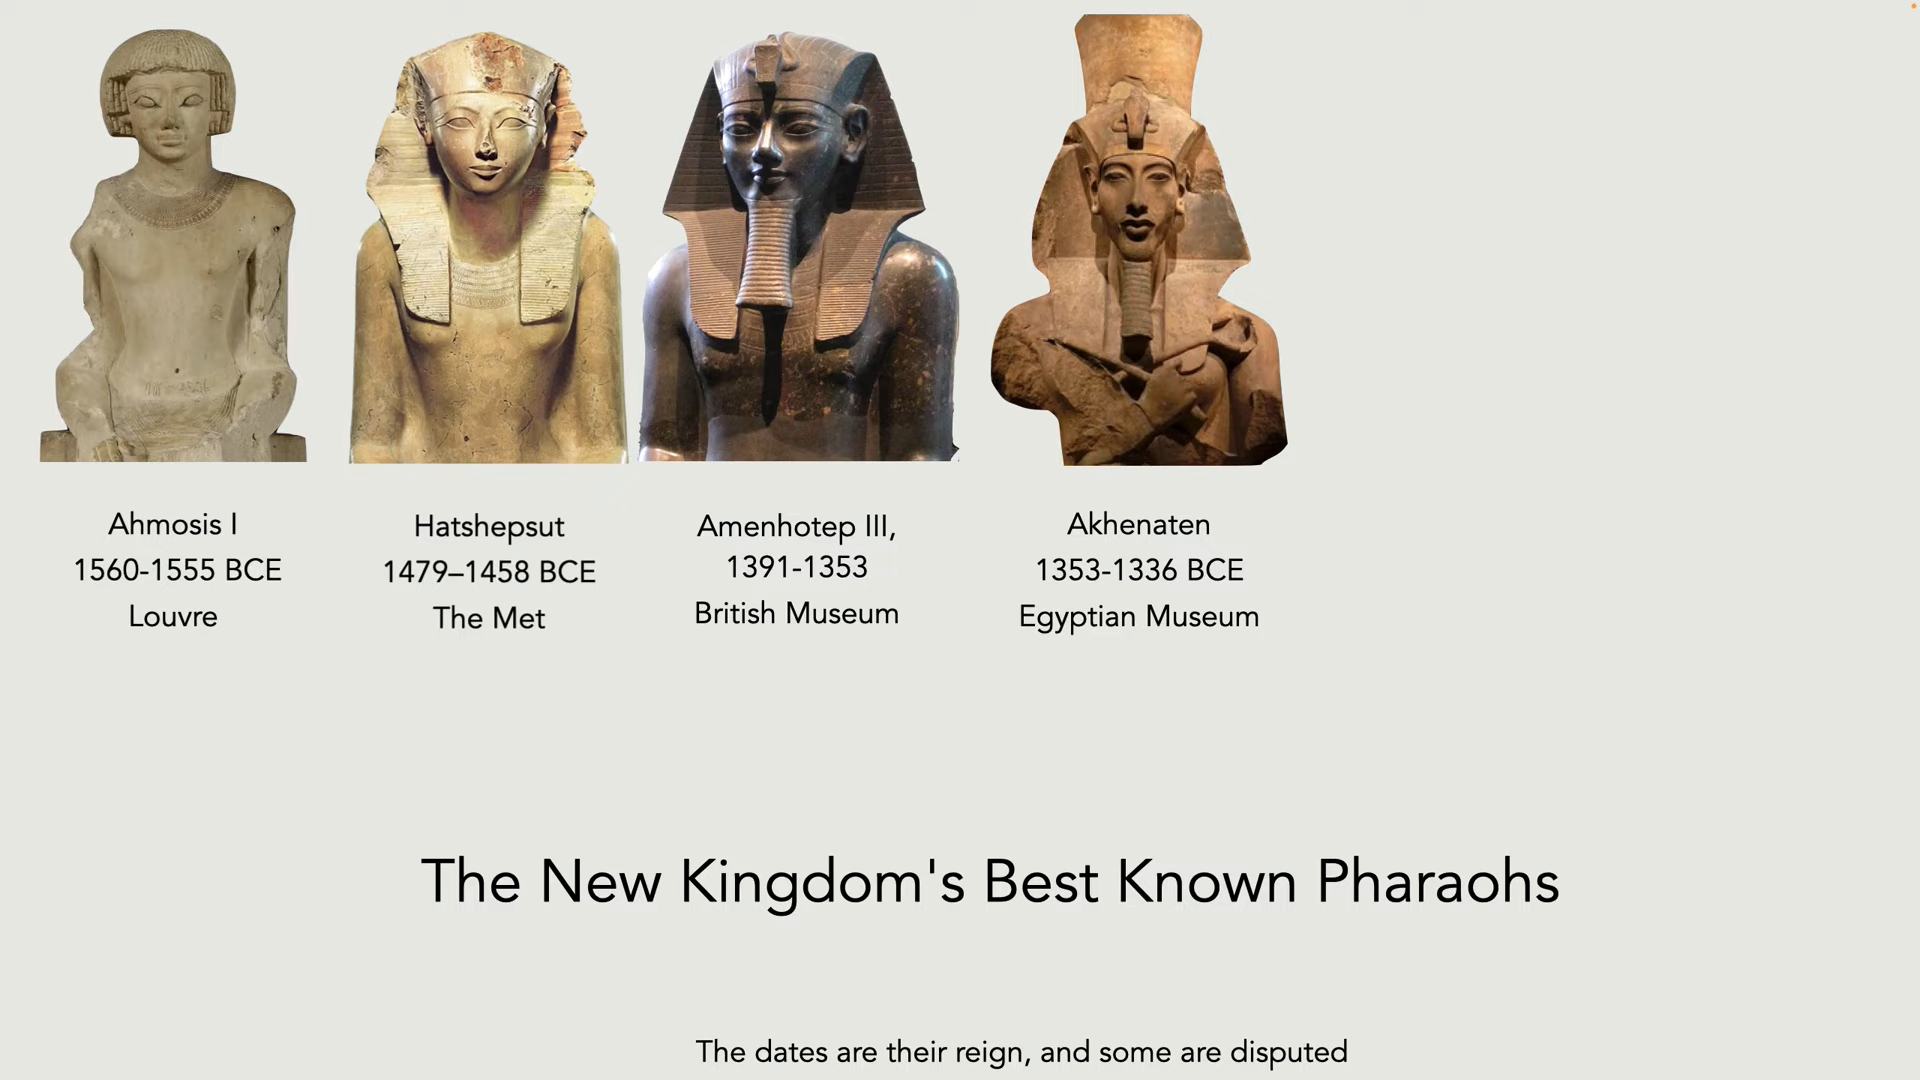 Ahmosis I
1560-1555 BCE
Louvre
Hatshepsut
1479–1458 BCE
The Met
Amenhotep III,
1391-1353
British Museum
Akhenaten
1353-1336 BCE
Egyptian Museum
The New Kingdom's Best Known Pharaohs
The dates are their reign, and some are disputed